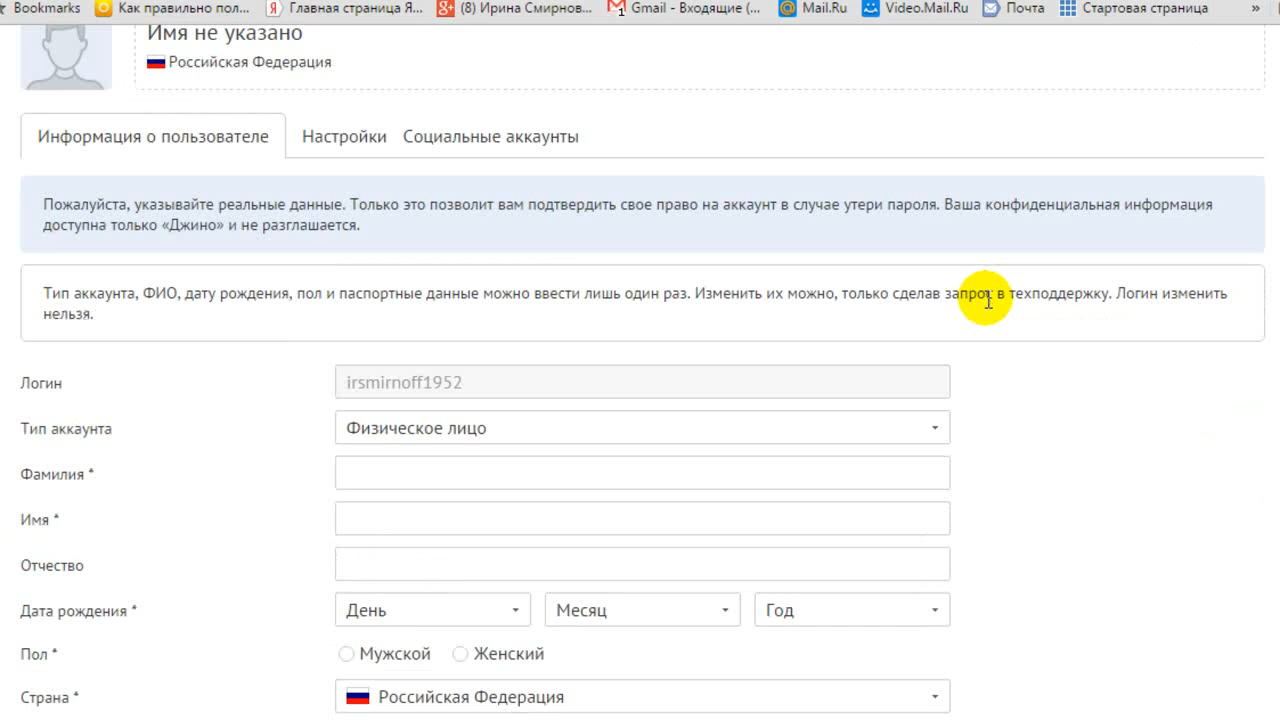 Bookmarks Как правильно пол... Главная страница Я... (8) Ирина Смирнов... Gmail - Входящие (... Mail.Ru Video.Mail.Ru Почта Стартовая страница »
Имя не указано
Российская Федерация
Информация о пользователе Настройки Социальные аккаунты
Пожалуйста, указывайте реальные данные. Только это позволит вам подтвердить свое право на аккаунт в случае утери пароля. Ваша конфиденциальная информация
доступна только «Джино» и не разглашается.
Тип аккаунта, ФИО, дату рождения, пол и паспортные данные можно ввести лишь один раз. Изменить их можно, только сделав запрос в техподдержку. Логин изменить
нельзя.
Логин irsmirnoff1952
Тип аккаунта Физическое лицо
Фамилия *
Имя *
Отчество
Дата рождения * День Месяц Год
Пол * Мужской Женский
Страна * Российская Федерация